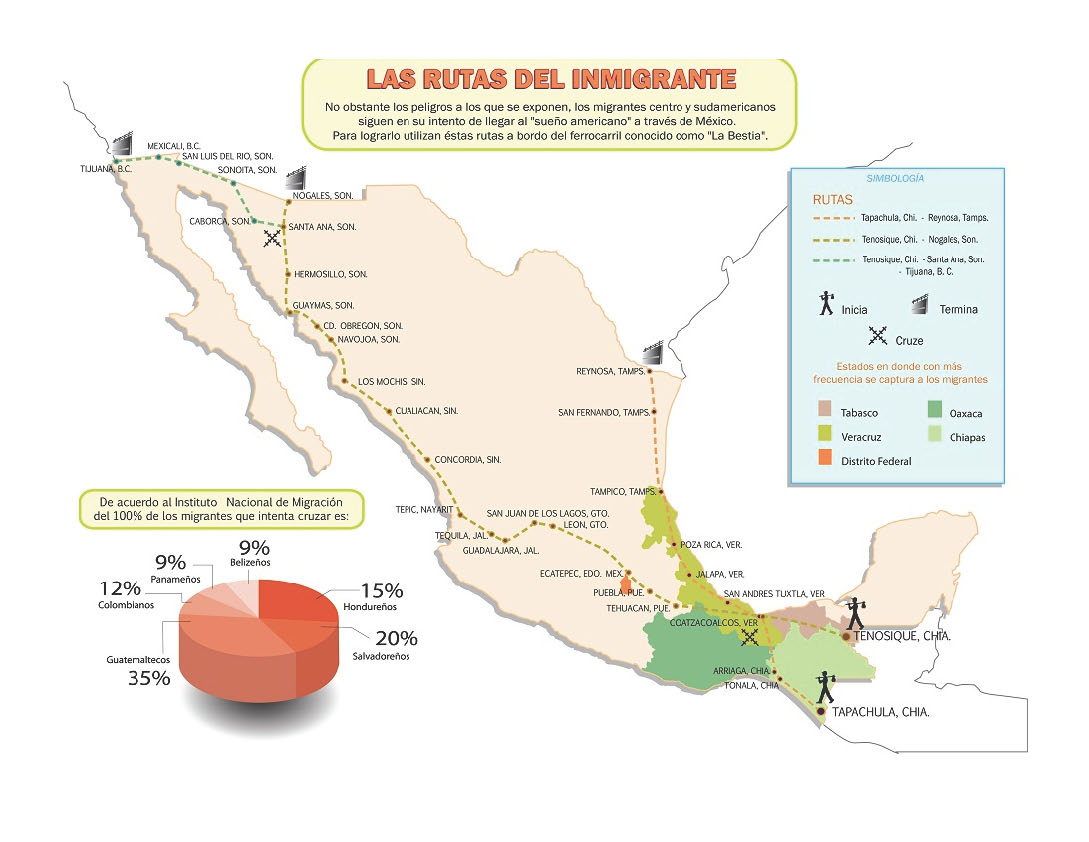 LAS RUTAS DEL INMIGRANTE
No obstante los peligros a los que se exponen, los migrantes centro y sudamericanos
siguen en su intento de llegar al "sueño americano" a través de México.
Para lograrlo utilizan éstas rutas a bordo del ferrocarril conocido como "La Bestia".
MEXICALI, B.C.
SAN LUIS DEL RIO, SON.
TIJUANA, B.C.
SONOITA, SON.
NOGALES, SON.
CABORCA, SON.
SANTA ANA, SON.
HERMOSILLO, SON.
GUAYMAS, SON.
CD. OBREGON, SON.
NAVOJOA, SON.
LOS MOCHIS SIN.
CUALIACAN, SIN.
CONCORDIA, SIN.
TEPIC, NAYARIT
TEQUILA, JAL.
GUADALAJARA, JAL.
SAN JUAN DE LOS LAGOS, GTO.
LEON, GTO.
ECATEPEC, EDO. MEX.
PUEBLA, PUE.
TEHUACAN, PUE.
REYNOSA, TAMPS.
SAN FERNANDO, TAMPS.
TAMPICO, TAMPS.
POZA RICA, VER.
JALAPA, VER.
SAN ANDRES TUXTLA, VER
CCATZACOALCOS, VER
ARRIAGA, CHIA.
TONALA, CHIA
TENOSIQUE, CHIA.
TAPACHULA, CHIA.
SIMBOLOGÍA
RUTAS
Tapachula, Chi. - Reynosa, Tamps.
Tenosique, Chi. - Nogales, Son.
Tenosique, Chi. - Santa Ana, Son.
- Tijuana, B. C.
Inicia
Termina
Cruze
Estados en donde con más
frecuencia se captura a los migrantes
Tabasco
Oaxaca
Veracruz
Chiapas
Distrito Federal
De acuerdo al Instituto Nacional de Migración
del 100% de los migrantes que intenta cruzar es:
9%
Belizeños
9%
Panameños
12%
Colombianos
15%
Hondureños
20%
Salvadoreños
Guatemaltecos
35%